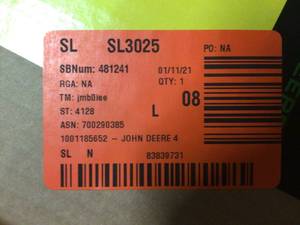 SL SL3025 PO: NA
SBNum: 481241 01/11/21
RGA: NA QTY: 1
TM: jmb0lee
ST: 4128 L 08
ASN: 700290385
1001185652 - JOHN DEERE 4
SL N 83839731